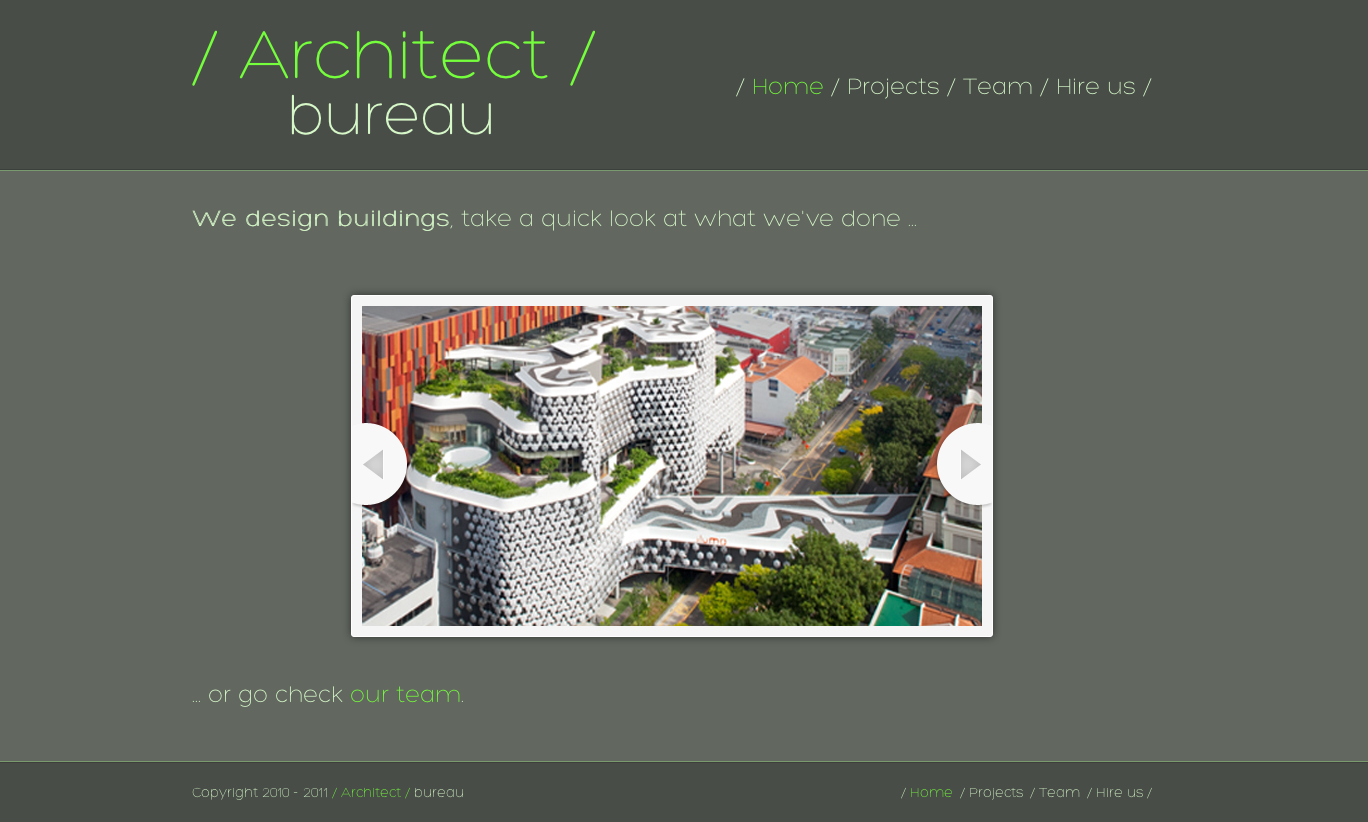 / Architect /
bureau
/ Home / Projects / Team / Hire us /
We design buildings, take a quick look at what we've done ...
iluma
... or go check our team.
Copyright 2010 - 2011 / Architect / bureau
/ Home / Projects / Team / Hire us /